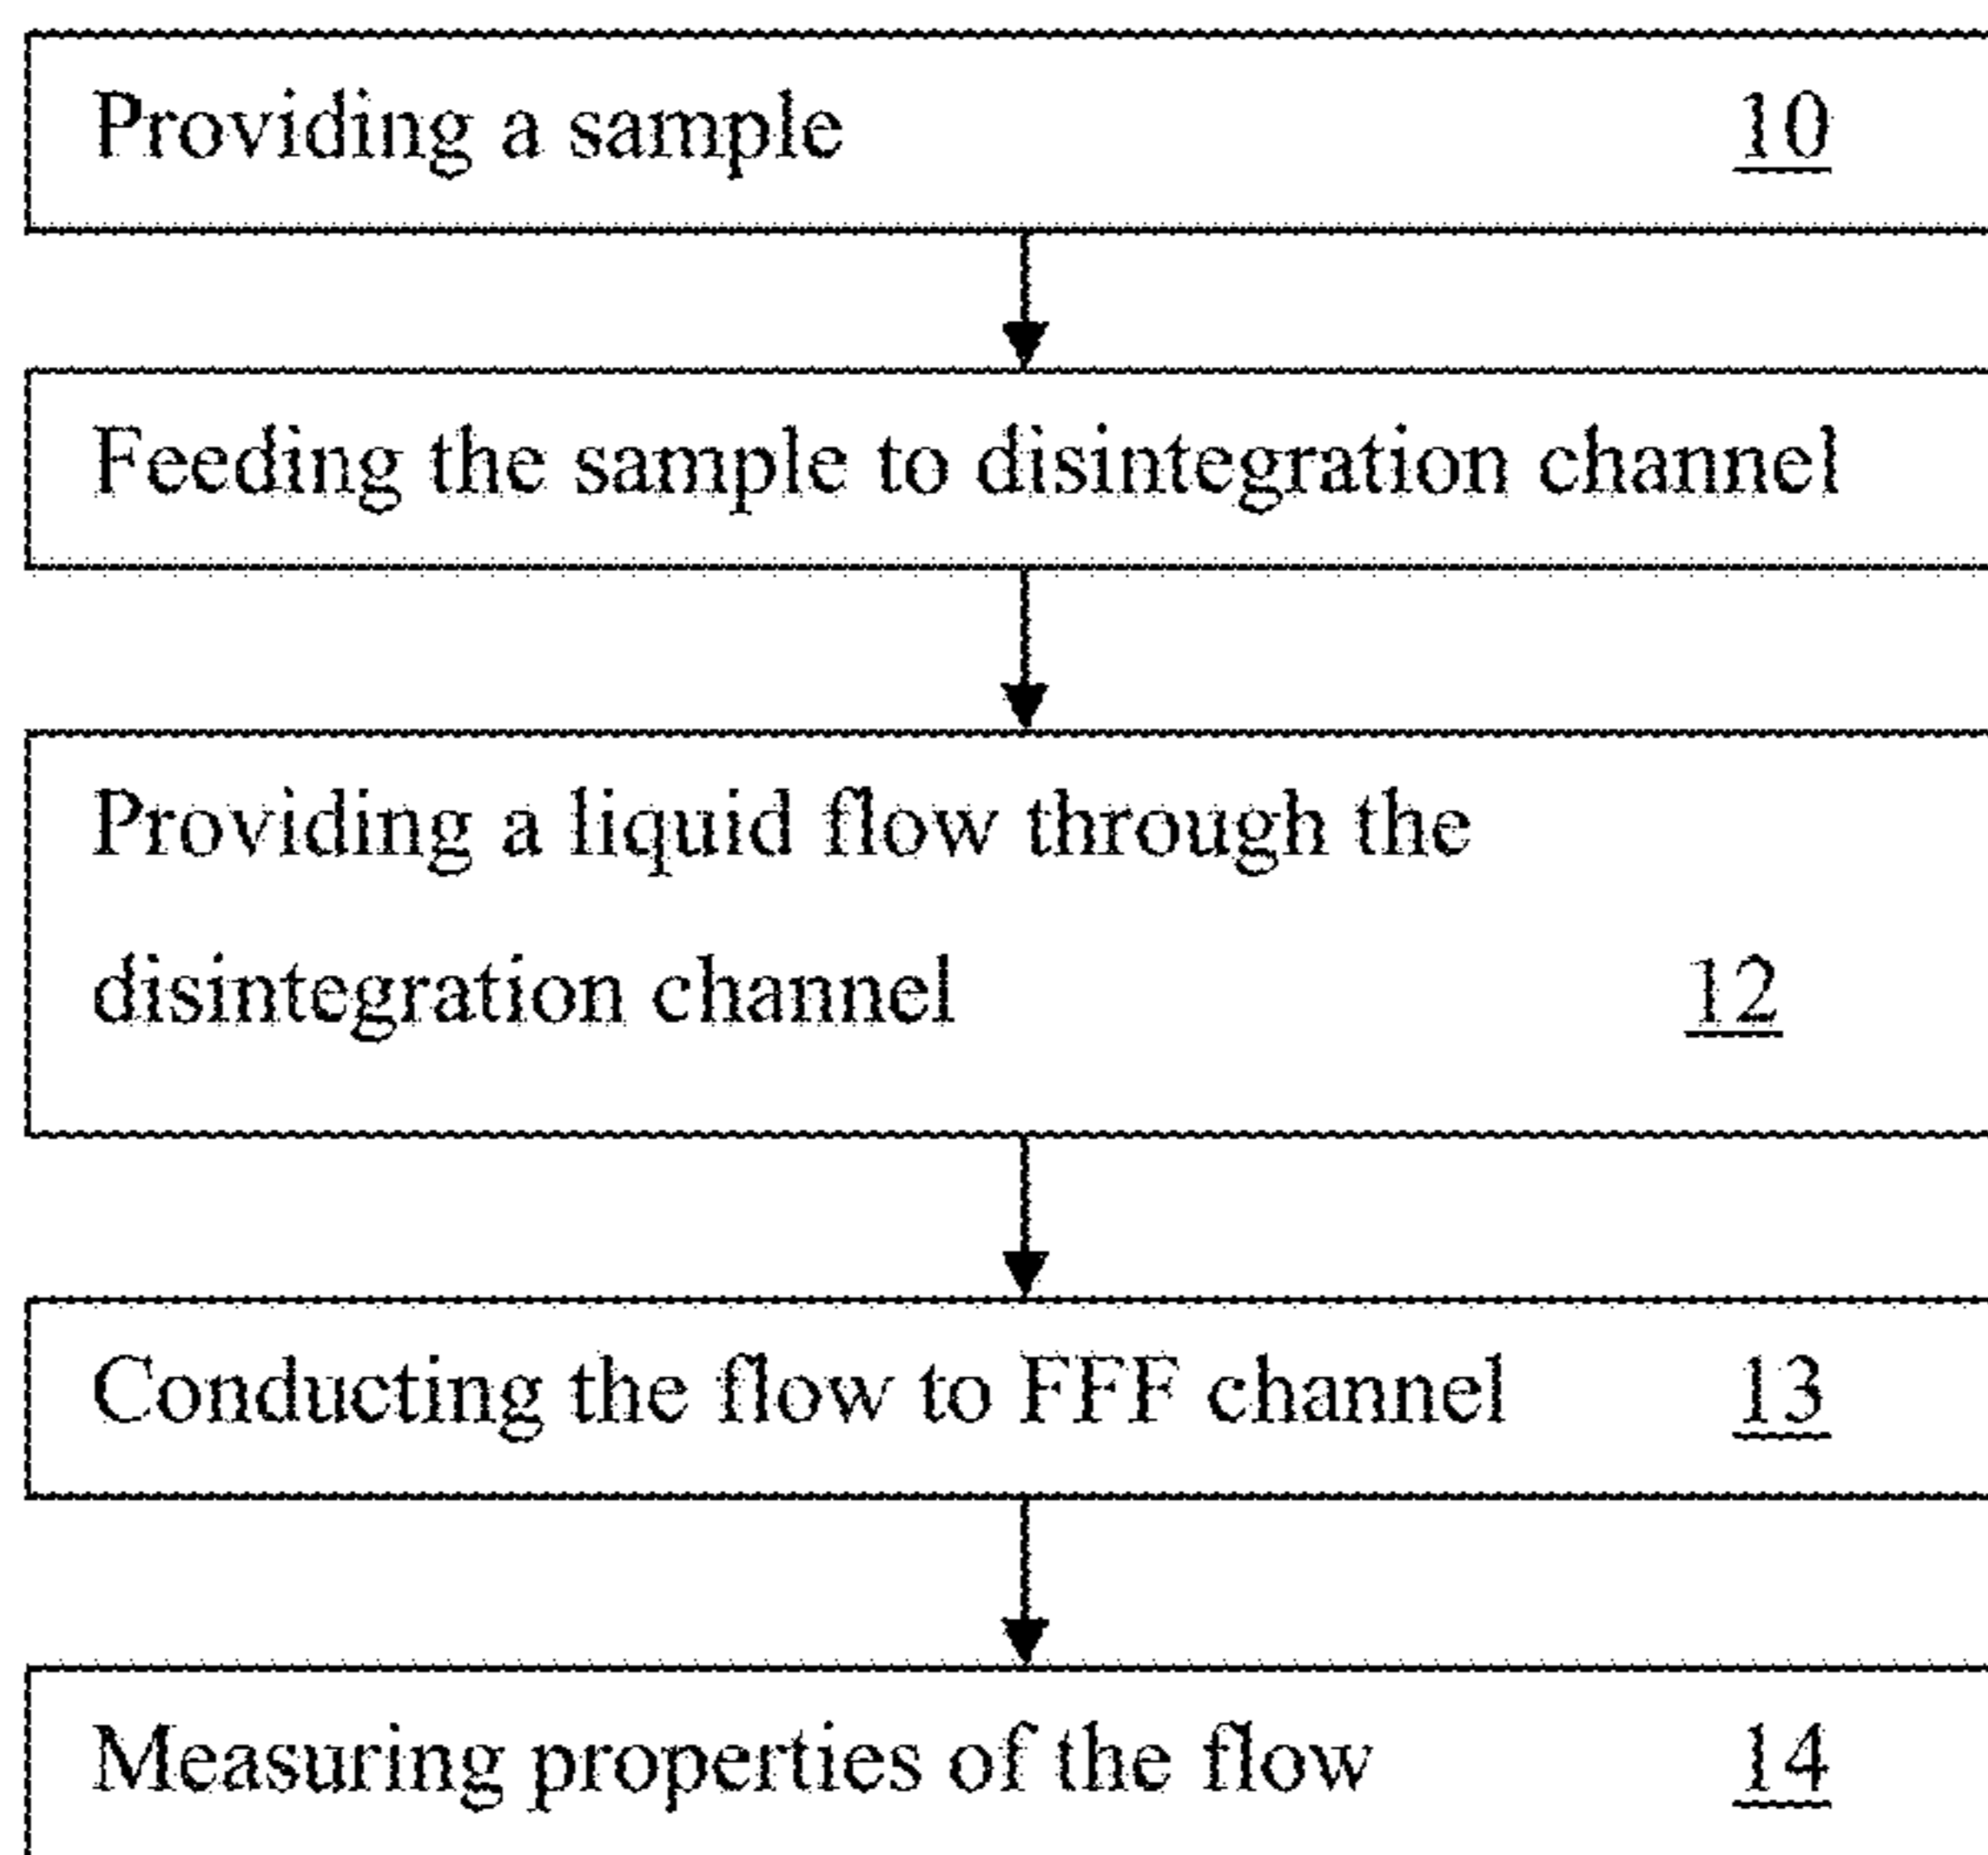 Providing a sample 10
Feeding the sample to disintegration channel
Providing a liquid flow through the
disintegration channel 12
Conducting the flow to FFF channel 13
Measuring properties of the flow 14